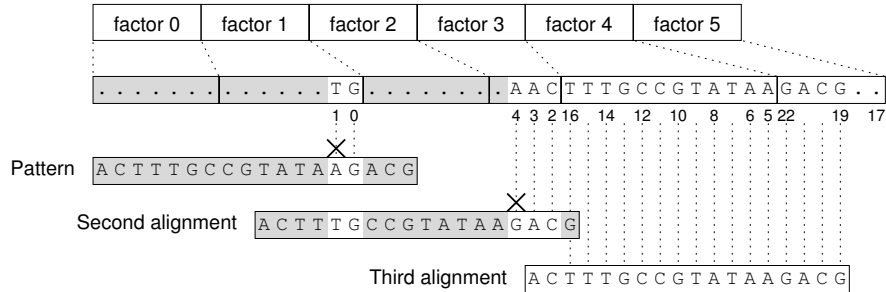 factor 0 factor 1 factor 2 factor 3 factor 4 factor 5
. . . . . . . . . . . . . T G . . . . . . . . A A C T T T G C C G T A T A A G A C G . .
1 0 4 3 2 16 14 12 10 8 6 5 22 19 17
Pattern A C T T T G C C G T A T A A G A C G
Second alignment A C T T T G C C G T A T A A G A C G
Third alignment A C T T T G C C G T A T A A G A C G